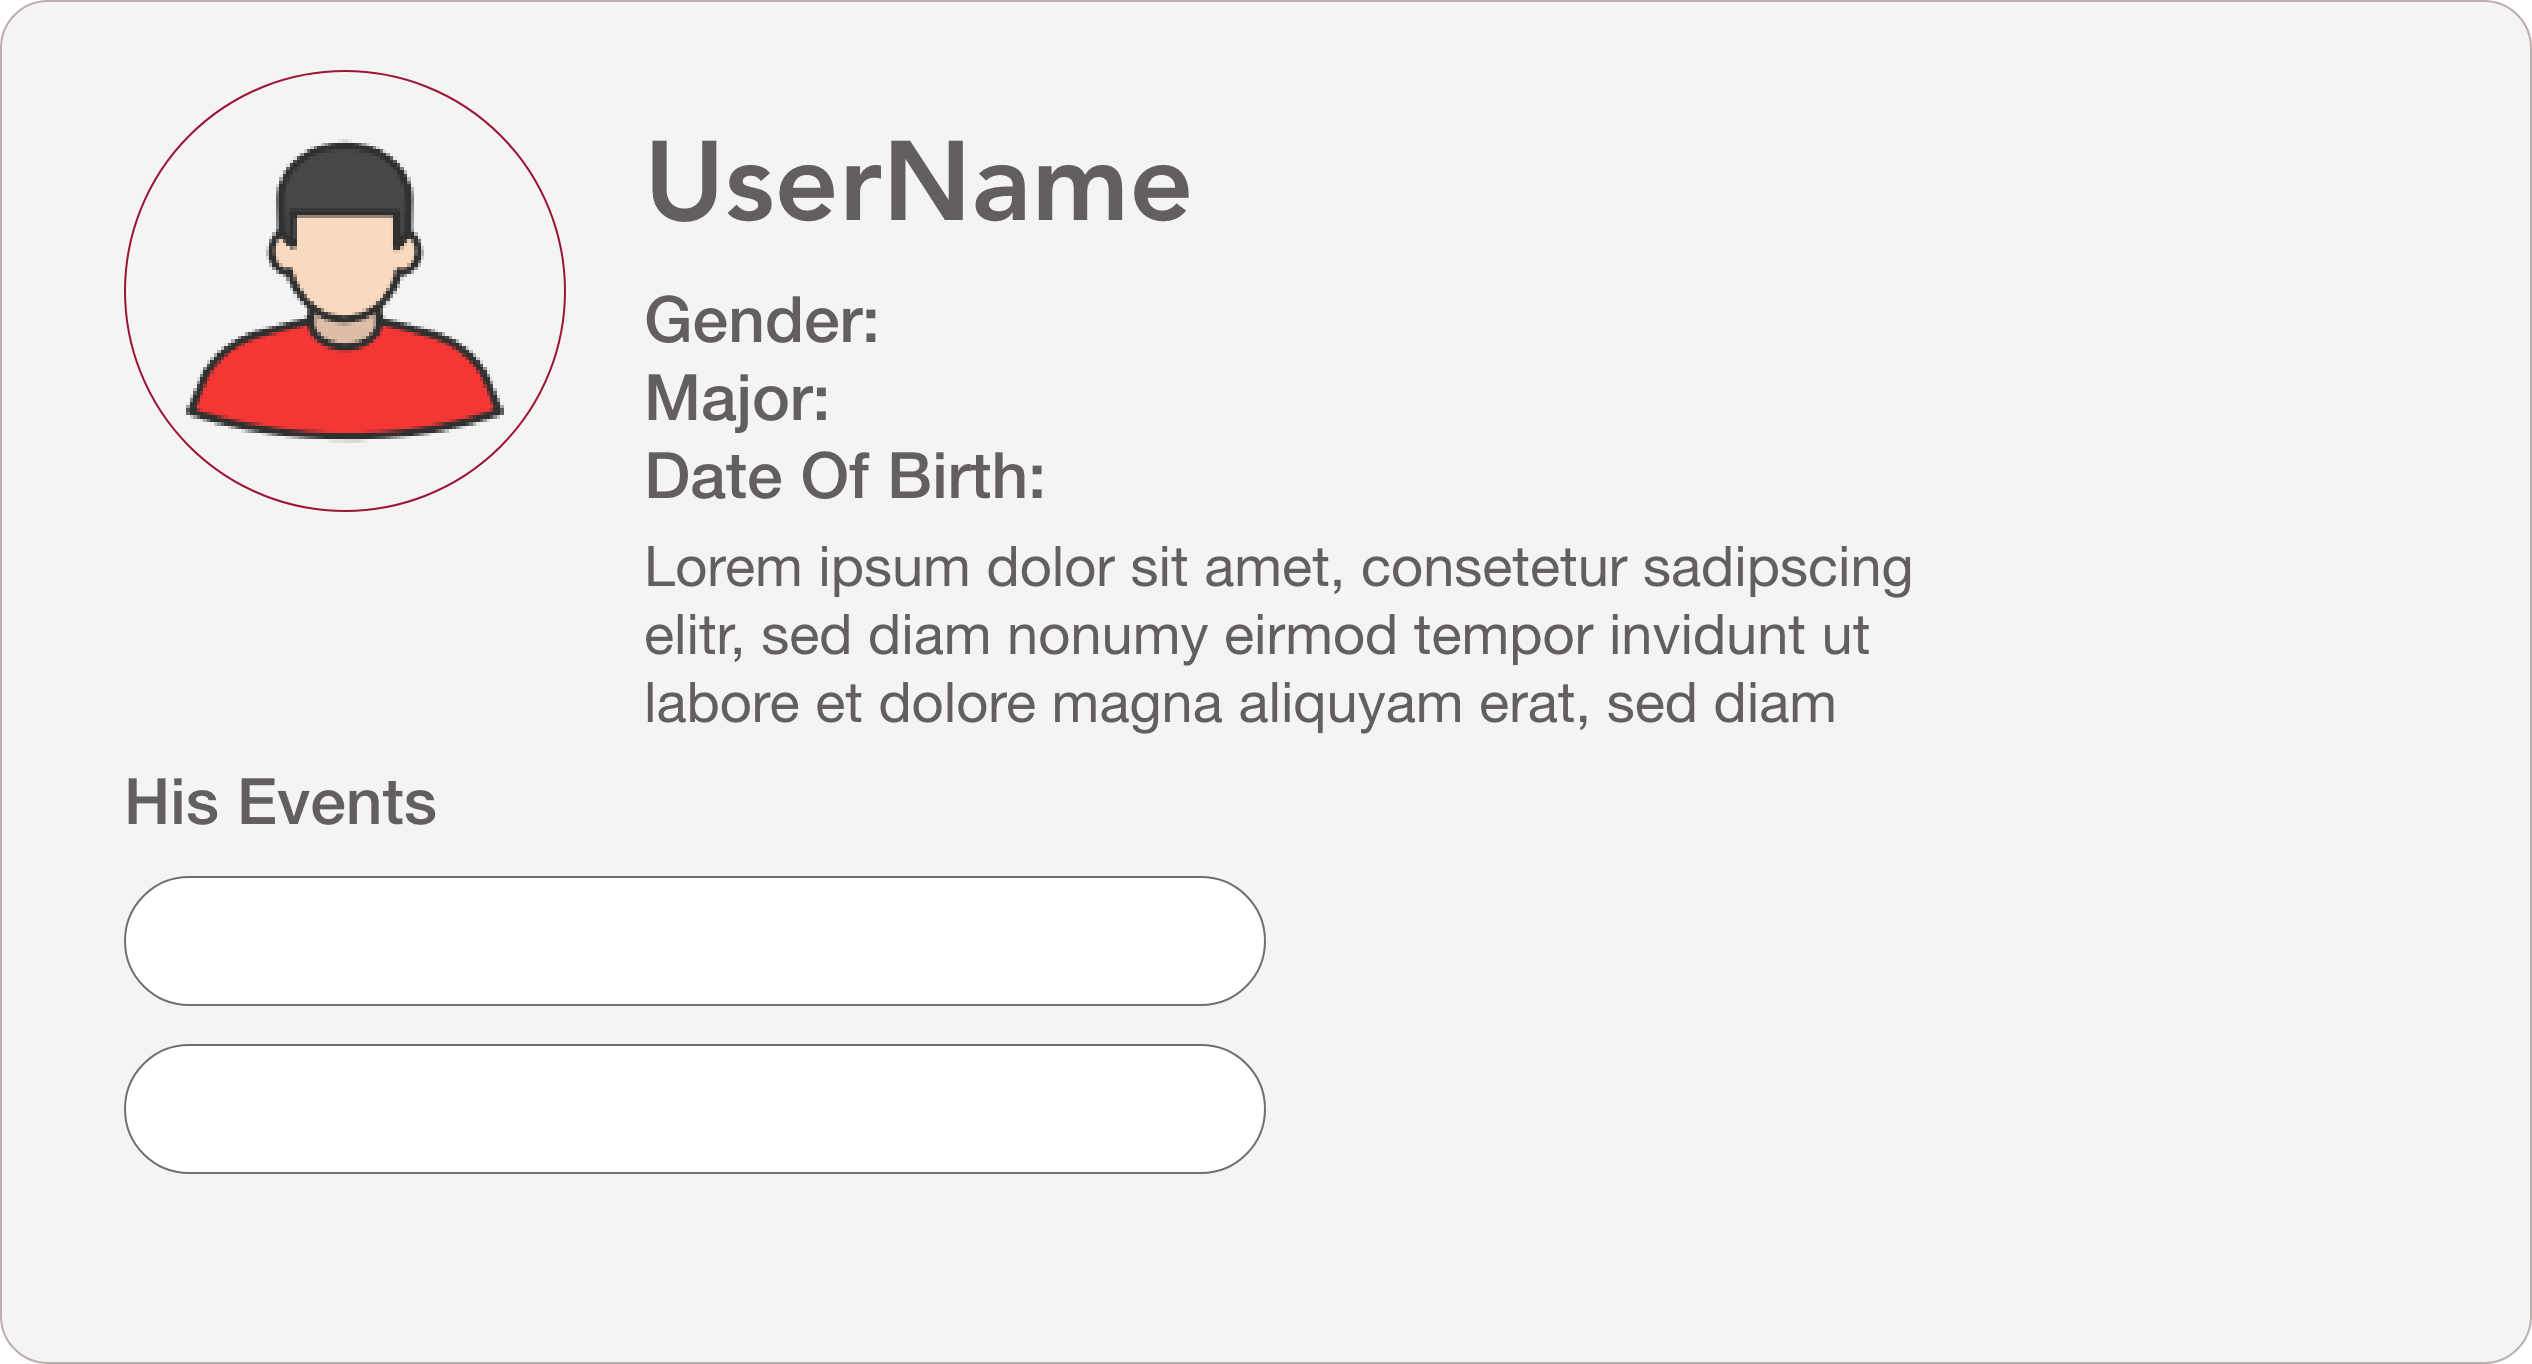 UserName
Gender:
Major:
Date Of Birth:
Lorem ipsum dolor sit amet, consetetur sadipscing
elitr, sed diam nonumy eirmod tempor invidunt ut
labore et dolore magna aliquyam erat, sed diam
His Events